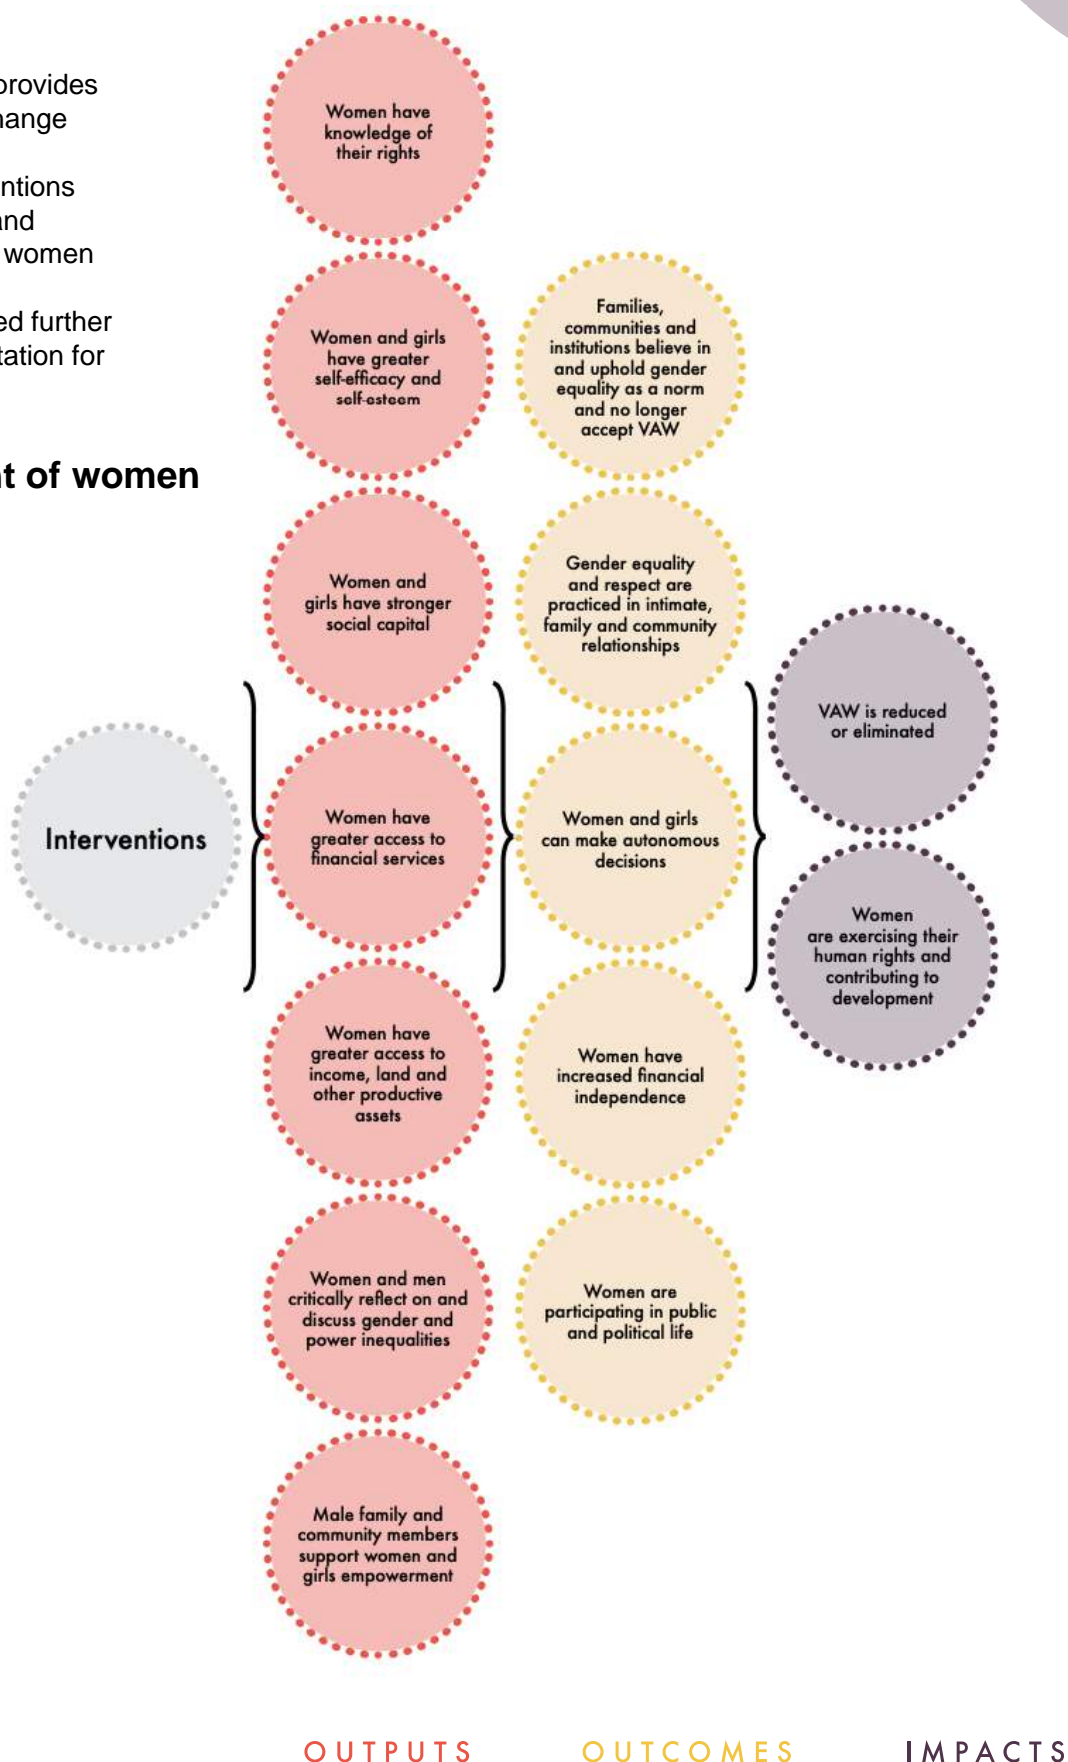 provides
hange
ntions
and
women
ed further
tation for
t of women
Interventions
Women have
knowledge of
their rights
Women and girls
have greater
self-efficacy and
self-esteem
Women and
girls have stronger
social capital
Women have
greater access to
financial services
Women have
greater access to
income, land and
other productive
assets
Women and men
critically reflect on and
discuss gender and
power inequalities
Male family and
community members
support women and
girls empowerment
Families,
communities and
institutions believe in
and uphold gender
equality as a norm
and no longer
accept VAW
Gender equality
and respect are
practiced in intimate,
family and community
relationships
Women and girls
can make autonomous
decisions
Women have
increased financial
independence
Women are
participating in public
and political life
VAW is reduced
or eliminated
Women
are exercising their
human rights and
contributing to
development
OUTPUTS OUTCOMES IMPACTS